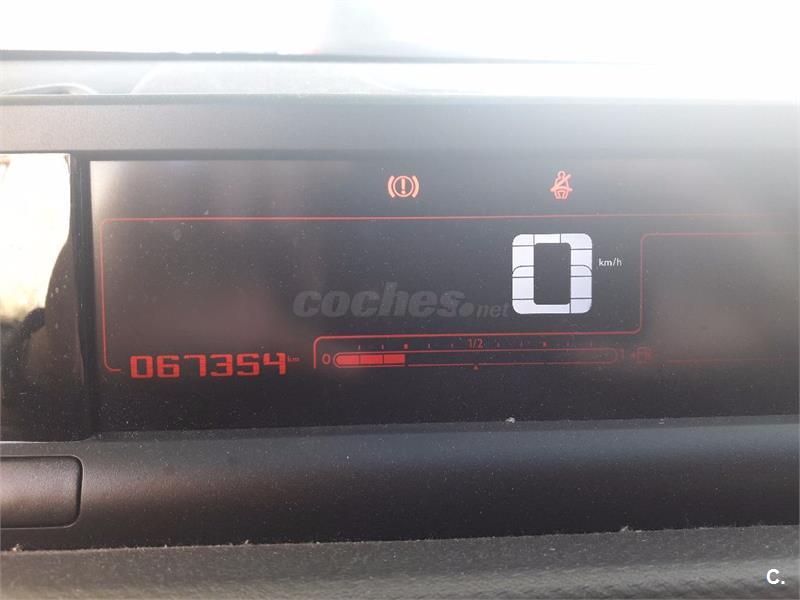 0
km/h
coches.net
067354 km
0 1/2 1
C.